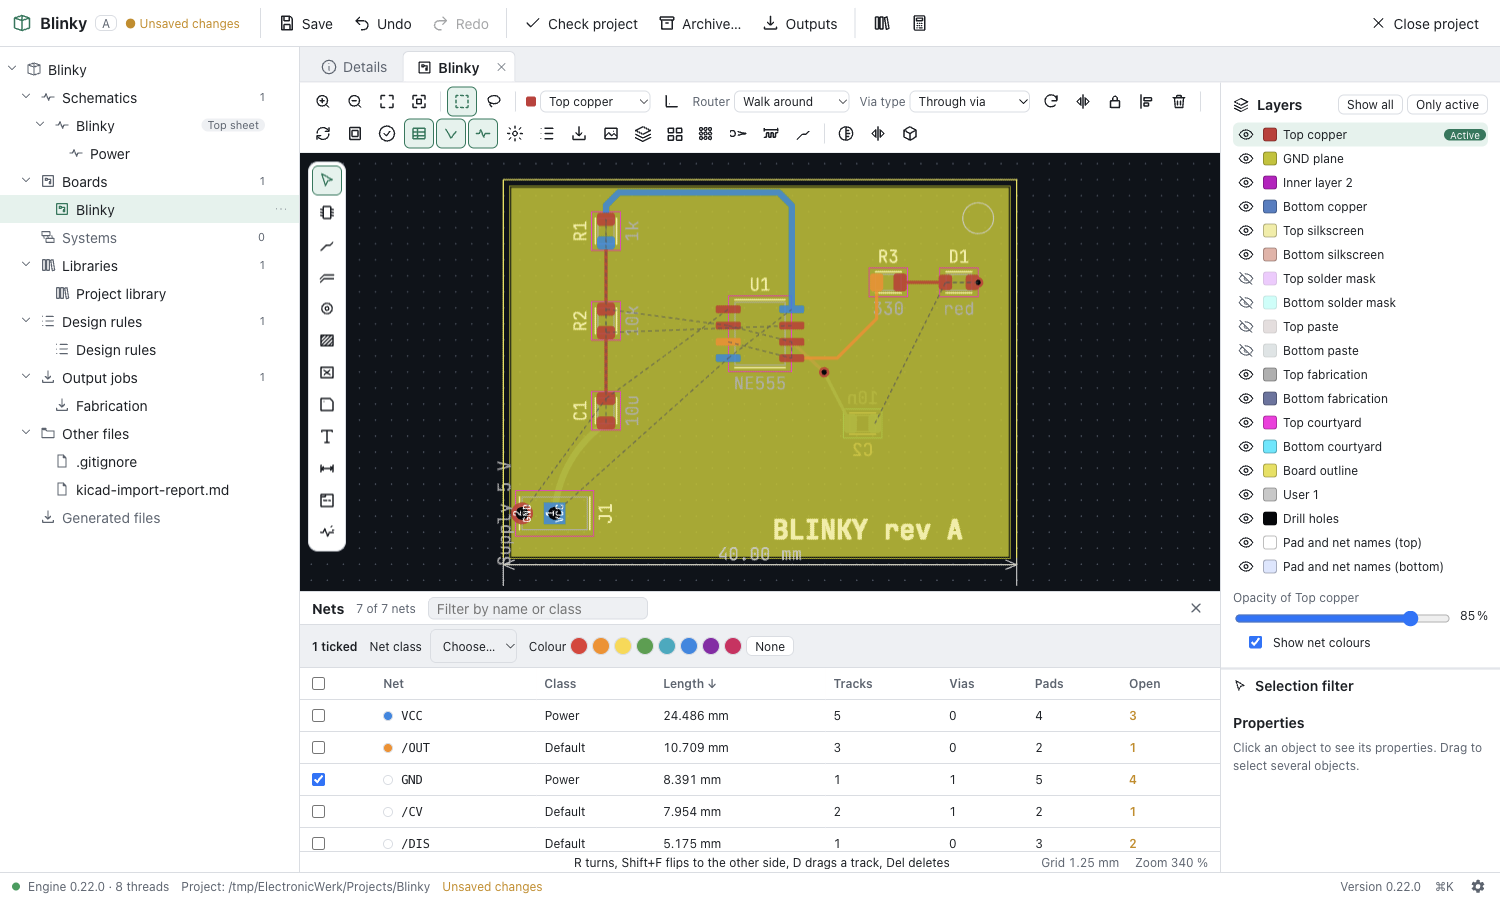 Blinky A Unsaved changes Save Undo Redo Check project Archive... Outputs Close project
Blinky
Schematics 1
Blinky Top sheet
Power
Boards 1
Blinky ...
Systems 0
Libraries 1
Project library
Design rules 1
Design rules
Output jobs 1
Fabrication
Other files
.gitignore
kicad-import-report.md
Generated files
Details Blinky
Top copper Router Walk around Via type Through via
R1 1k
R3 D1
U1
330 red
R2 10k
NE555
C1 10u
10n
C2
Supply 5 V
2 GND 1 VCC J1
BLINKY rev A
40.00 mm
Nets 7 of 7 nets Filter by name or class
1 ticked Net class Choose... Colour None
Net Class Length ↓ Tracks Vias Pads Open
VCC Power 24.486 mm 5 0 4 3
/OUT Default 10.709 mm 3 0 2 1
GND Power 8.391 mm 1 1 5 4
/CV Default 7.954 mm 2 1 2 1
/DIS Default 5.175 mm 1 0 3 2
R turns, Shift+F flips to the other side, D drags a track, Del deletes Grid 1.25 mm Zoom 340 %
Layers Show all Only active
Top copper Active
GND plane
Inner layer 2
Bottom copper
Top silkscreen
Bottom silkscreen
Top solder mask
Bottom solder mask
Top paste
Bottom paste
Top fabrication
Bottom fabrication
Top courtyard
Bottom courtyard
Board outline
User 1
Drill holes
Pad and net names (top)
Pad and net names (bottom)
Opacity of Top copper
85 %
Show net colours
Selection filter
Properties
Click an object to see its properties. Drag to
select several objects.
Engine 0.22.0 · 8 threads Project: /tmp/ElectronicWerk/Projects/Blinky Unsaved changes Version 0.22.0 ⌘K